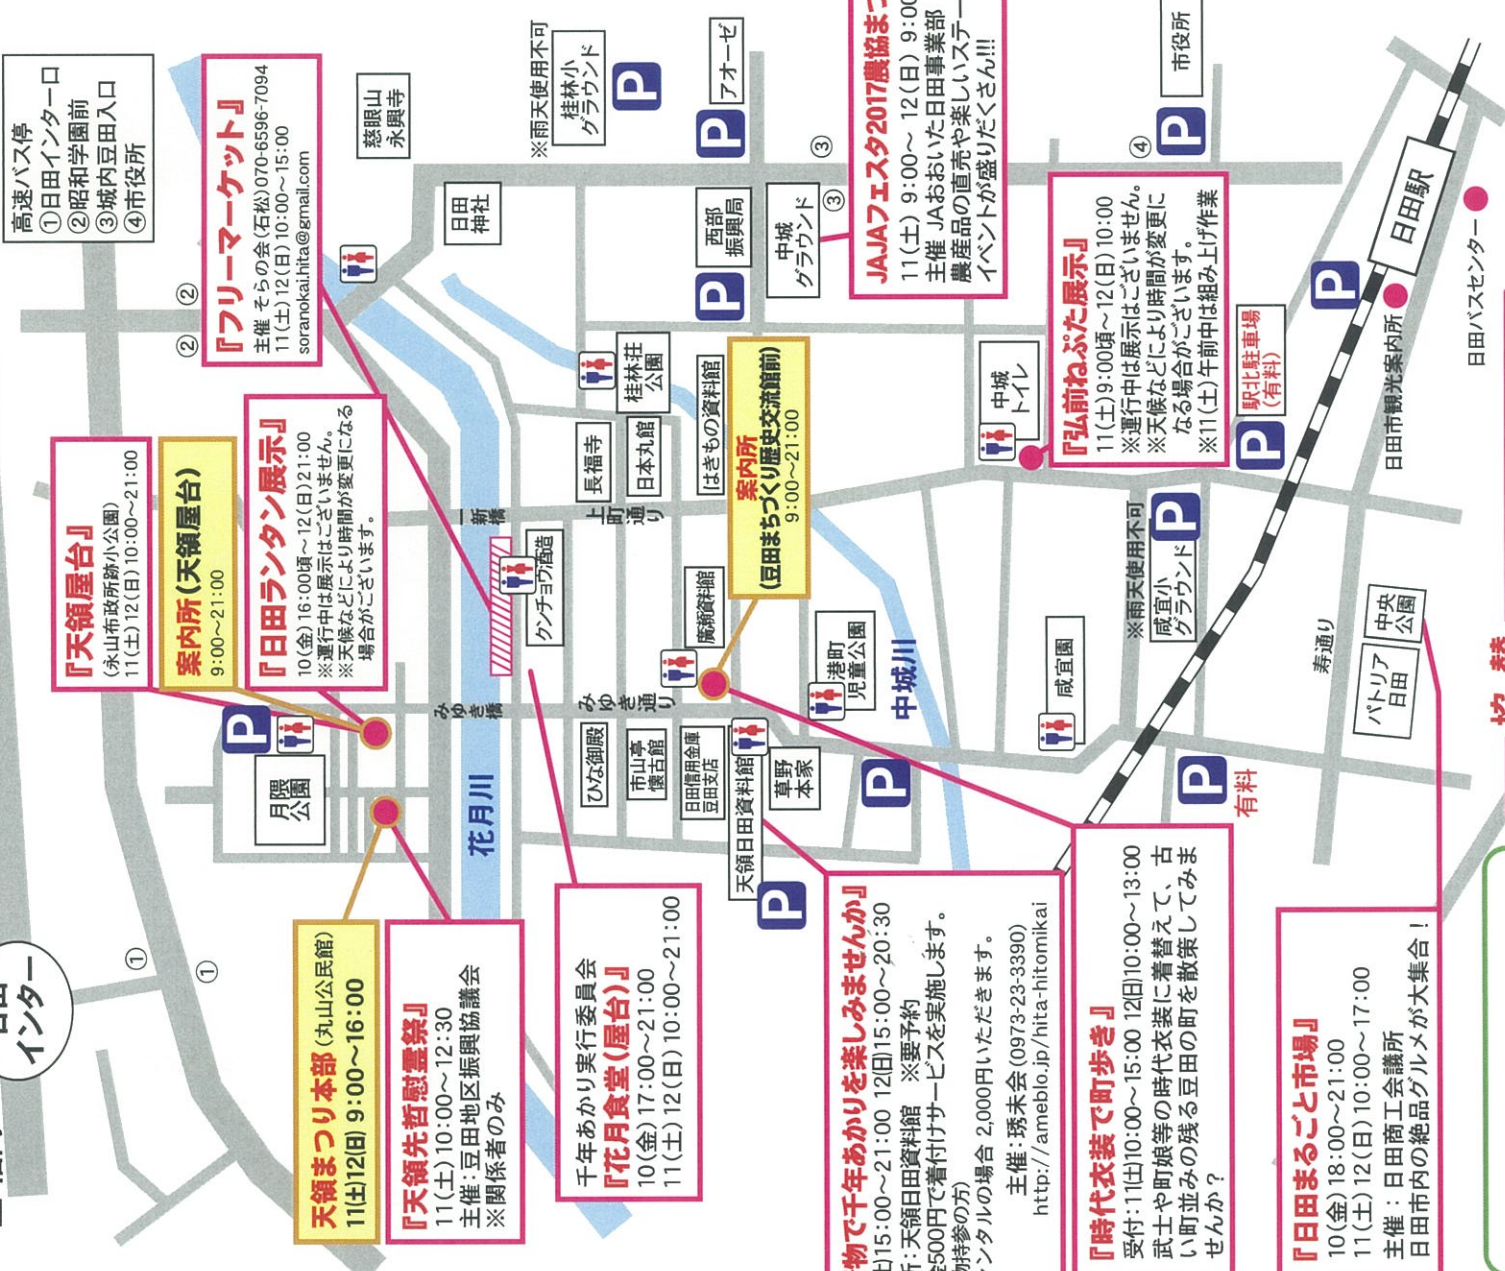 高速バス停
①日田インター口
②昭和学園前
③城内豆田入口
④市役所
『フリーマーケット』
主催 そらの会(石松)070-6596-7094
11(土) 12(日) 10:00～15:00
soranokai.hita@gmail.com
慈眼山
永興寺
※雨天使用不可
桂林小
グラウンド
P
アオーゼ
P
JAJAフェスタ2017農協まつ
11(土) 9:00～ 12(日) 9:00
主催 JAおおいた日田事業部
農産品の直売や楽しいステー
イベントが盛りだくさん!!!
市役所
P
④
③
③
②
②
日田
神社
西部
振興局
P
中城
グラウンド
日田駅
日田バスセンター
日田市観光案内所
P
駅北駐車場
(有料)
P
『弘前ねぷた展示』
11(土) 9:00頃～12(日) 10:00
※運行中は展示はございません。
※天候などにより時間が変更に
なる場合がございます。
※11(土)午前中は組み上げ作業
中城
トイレ
桂林荘
公園
長福寺
日本丸館
はきもの資料館
案内所
(豆田まちづくり歴史交流館前)
9:00～21:00
『天領屋台』
(永山布政所跡小公園)
11(土) 12(日) 10:00～21:00
案内所(天領屋台)
9:00～21:00
『日田ランタン展示』
10(金) 16:00頃～12(日) 21:00
※運行中は展示はございません。
※天候などにより時間が変更になる
場合がございます。
一新橋
上町通り
クンチョウ酒造
廣瀬資料館
港町
児童公園
中城川
咸宜園
※雨天使用不可
咸宜小
グラウンド
P
寿通り
中央
公園
パトリア
日田
P
月隈
公園
みゆき橋
みゆき通り
花月川
ひな御殿
市山亭
懐古館
日田信用金庫
豆田支店
天領日田資料館
草野
本家
P
P
P
有料
日田
インター
①
①
天領まつり本部(丸山公民館)
11(土)12(日) 9:00～16:00
『天領先哲慰霊祭』
11(土) 10:00～12:30
主催:豆田地区振興協議会
※関係者のみ
千年あかり実行委員会
『花月食堂(屋台)』
10(金) 17:00～21:00
11(土) 12(日) 10:00～21:00
物で千年あかりを楽しみませんか』
土)15:00～21:00 12(日)15:00～20:30
所:天領日田資料館 ※要予約
金500円で着付けサービスを実施します。
物持参の方)
ンタルの場合 2,000円いただきます。
主催:琇未会(0973-23-3390)
http://ameblo.jp/hita-hitomikai
『時代衣装で町歩き』
受付:11(土)10:00～15:00 12(日)10:00～13:00
武士や町娘等の時代衣装に着替えて、古
い町並みの残る豆田の町を散策してみま
せんか?
『日田まるごと市場』
10(金) 18:00～21:00
11(土) 12(日) 10:00～17:00
主催:日田商工会議所
日田市内の絶品グルメが大集合!